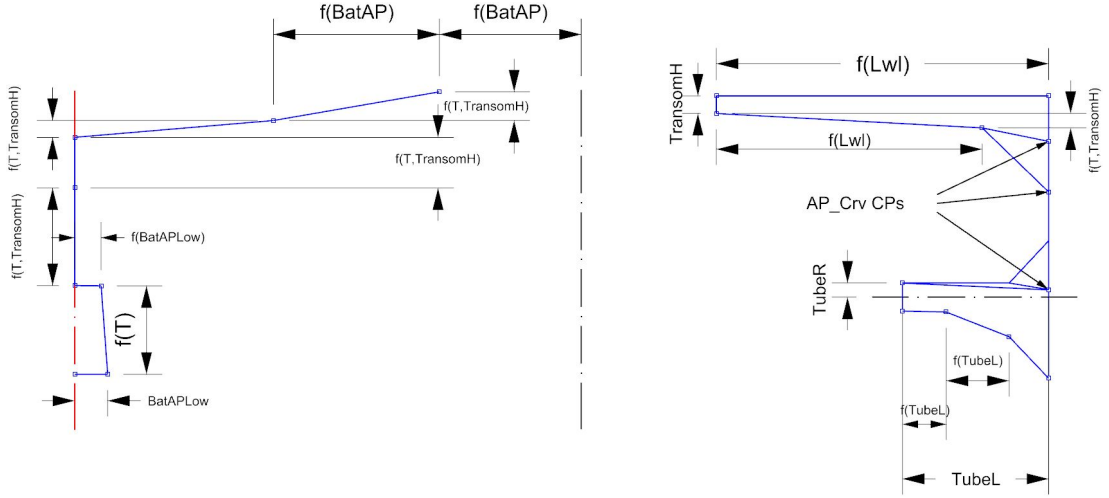 f(BatAP)
f(BatAP)
f(T,TransomH)
f(T,TransomH)
f(T,TransomH)
f(T,TransomH)
f(BatAPLow)
f(T)
BatAPLow
f(Lwl)
TransomH
f(T,TransomH)
f(Lwl)
AP_Crv CPs
TubeR
f(TubeL)
f(TubeL)
TubeL